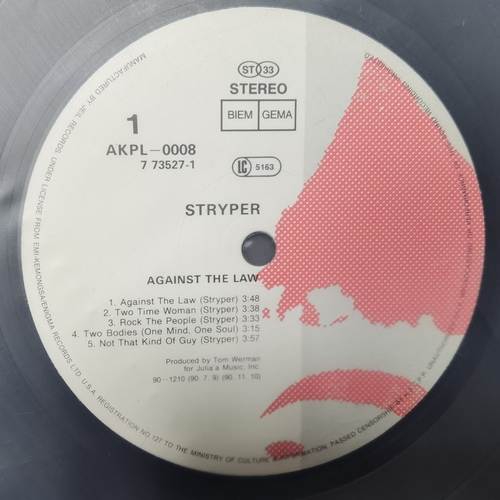 ST 33
STEREO
BIEM GEMA
1
AKPL-0008
7 73527-1
LC 5163
STRYPER
AGAINST THE LAW
1. Against The Law (Stryper) 3:48
2. Two Time Woman (Stryper) 3:38
3. Rock The People (Stryper) 3:33
4. Two Bodies (One Mind, One Soul) 3:15
5. Not That Kind Of Guy (Stryper) 3:57
Produced by Tom Werman
for Julia'a Music, Inc
90-1210 (90. 7. 9) (90. 11. 10)
MANUFACTURED BY JEIL RECORDS UNDER LICENSE FROM EMI-KEMONGSA/ENIGMA RECORDS, LTD. U.S.A. REGISTRATION NO. 127 TO THE MINISTRY OF CULTURE & INFORMATION. PASSED CENSORSHIP BY K.P.P.R. UNAUTHORIZED